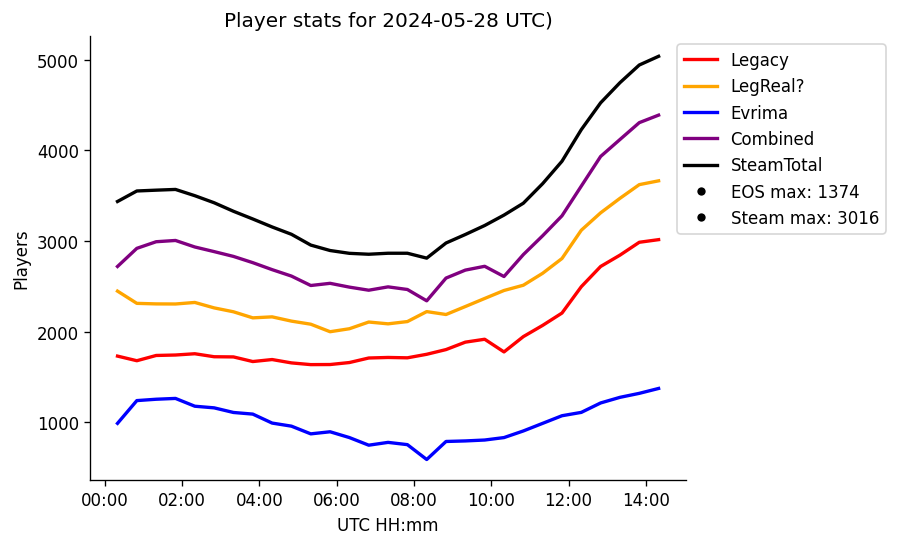 Player stats for 2024-05-28 UTC)
Players
5000
4000
3000
2000
1000
00:00 02:00 04:00 06:00 08:00 10:00 12:00 14:00
UTC HH:mm
Legacy
LegReal?
Evrima
Combined
SteamTotal
EOS max: 1374
Steam max: 3016